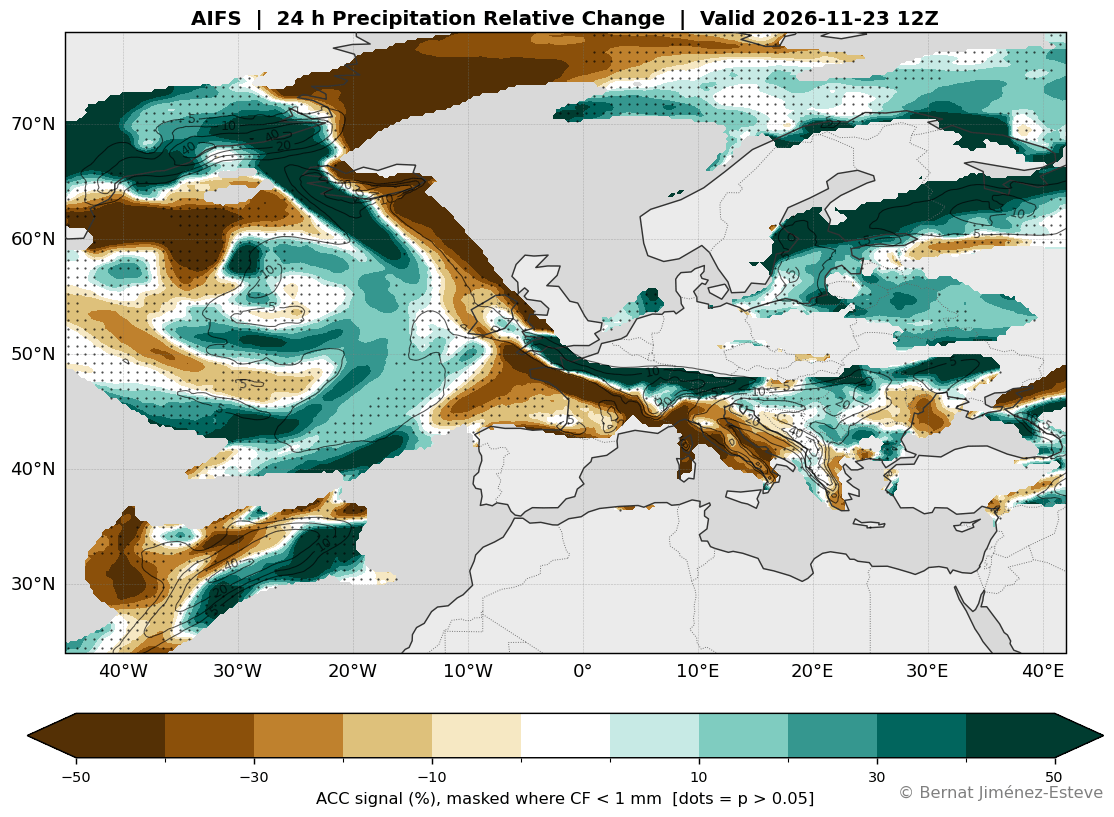 AIFS | 24 h Precipitation Relative Change | Valid 2026-11-23 12Z
70°N
60°N
50°N
40°N
30°N
40°W 30°W 20°W 10°W 0° 10°E 20°E 30°E 40°E
−50 −30 −10 10 30 50
ACC signal (%), masked where CF < 1 mm [dots = p > 0.05]
© Bernat Jiménez-Esteve